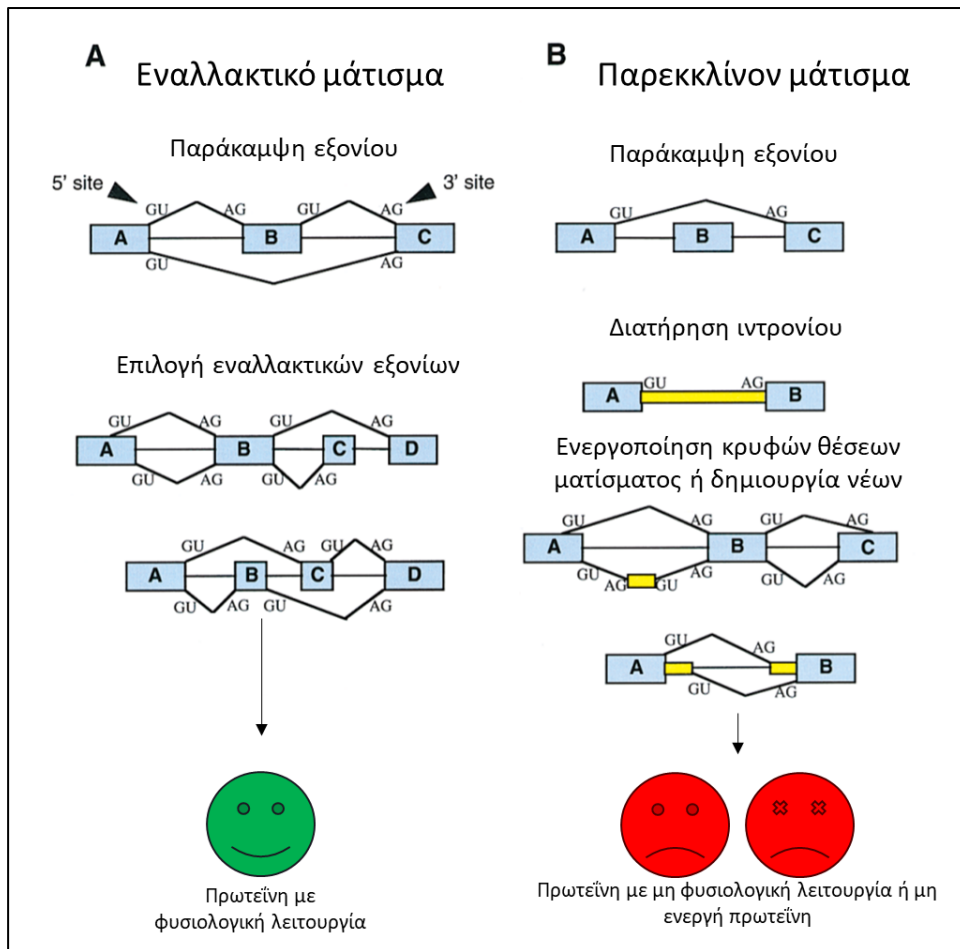 A Εναλλακτικό μάτισμα
Παράκαμψη εξονίου
5' site
3' site
GU AG GU AG
A B C
GU AG
Επιλογή εναλλακτικών εξονίων
GU AG GU AG
A B C D
GU AG GU AG
GU AG GU AG
A B C D
GU AG GU AG
Πρωτεΐνη με
φυσιολογική λειτουργία
B Παρεκκλίνον μάτισμα
Παράκαμψη εξονίου
GU AG
A B C
Διατήρηση ιντρονίου
GU AG
A B
Ενεργοποίηση κρυφών θέσεων
ματίσματος ή δημιουργία νέων
GU AG GU AG
A B C
GU AG GU AG GU AG
GU AG
A B
GU AG
Πρωτεΐνη με μη φυσιολογική λειτουργία ή μη
ενεργή πρωτεΐνη